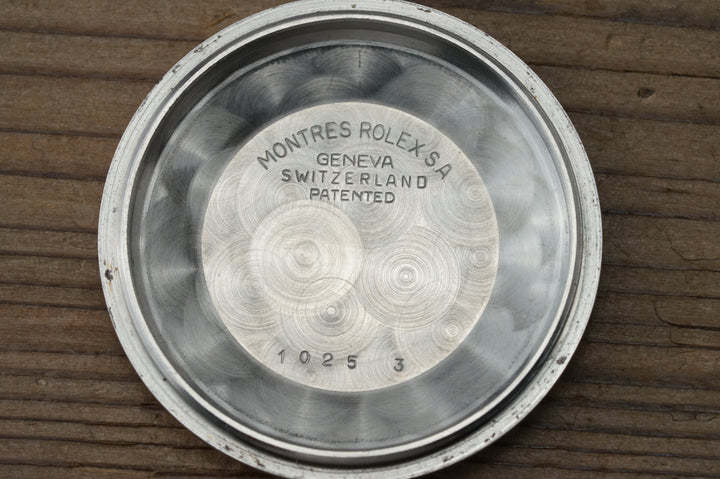 MONTRES ROLEX SA
GENEVA
SWITZERLAND
PATENTED
1025 3